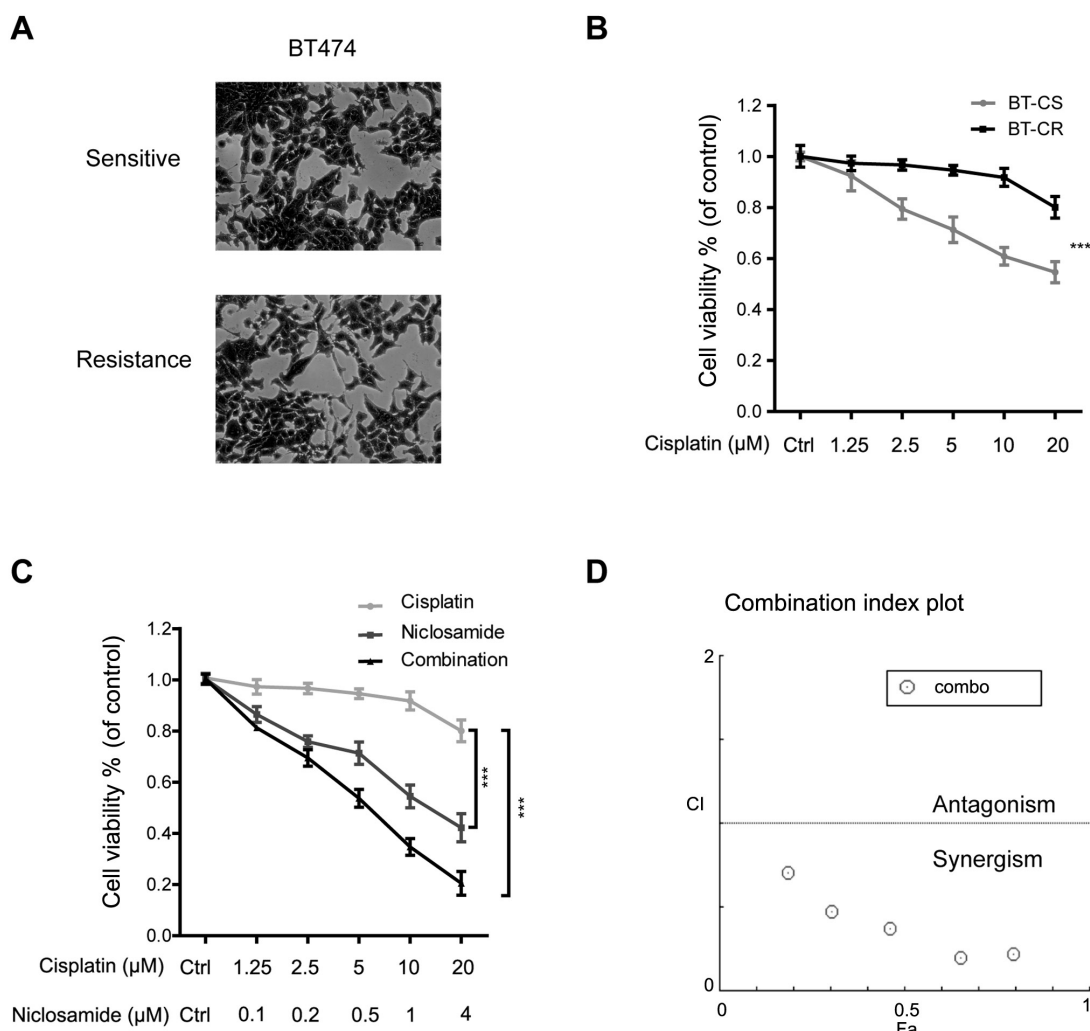 A
BT474
Sensitive
Resistance
B
BT-CS
BT-CR
Cell viability % (of control)
1.2
1.0
0.8
0.6
0.4
0.2
0.0
***
Cisplatin (μM) Ctrl 1.25 2.5 5 10 20
C
Cisplatin
Niclosamide
Combination
Cell viability % (of control)
1.2
1.0
0.8
0.6
0.4
0.2
0.0
***
***
Cisplatin (μM) Ctrl 1.25 2.5 5 10 20
Niclosamide (μM) Ctrl 0.1 0.2 0.5 1 4
D
Combination index plot
2
combo
CI
Antagonism
Synergism
0
0 0.5 1
Fa